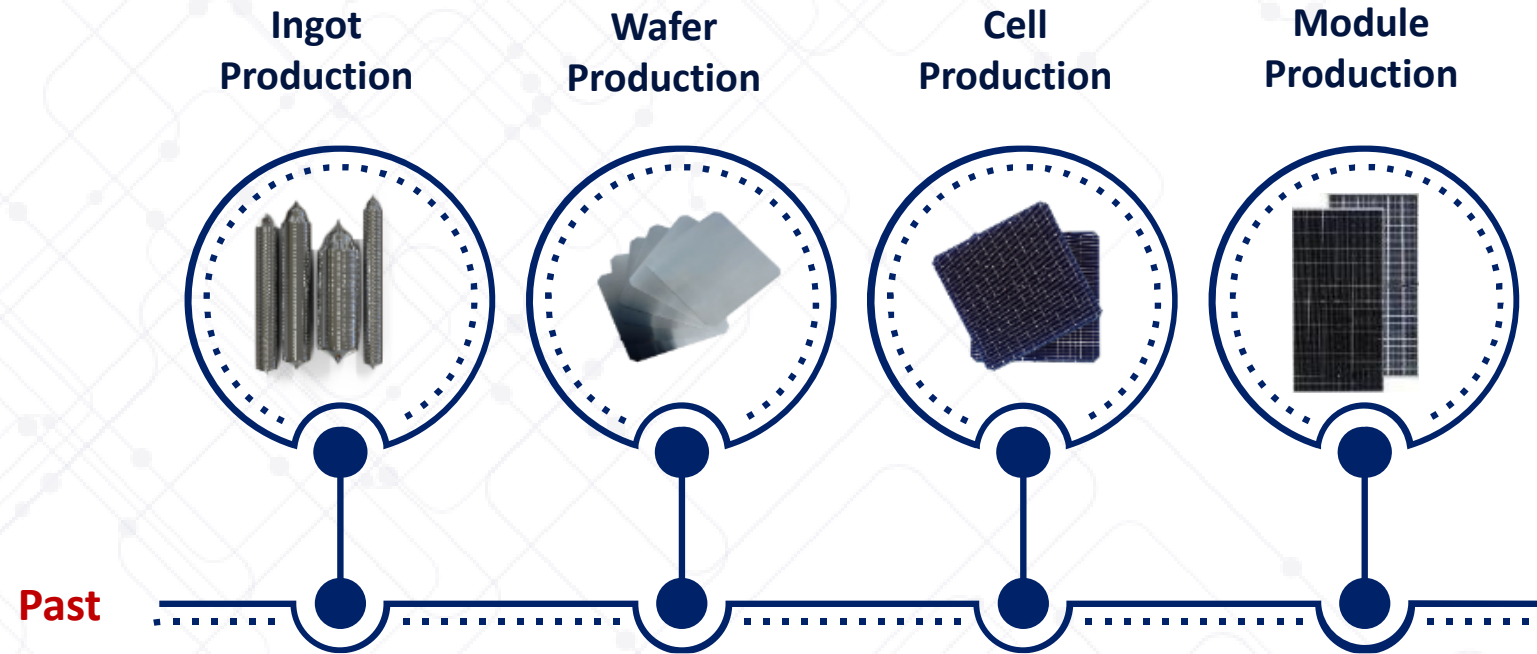 Ingot
Production
Wafer
Production
Cell
Production
Module
Production
Past